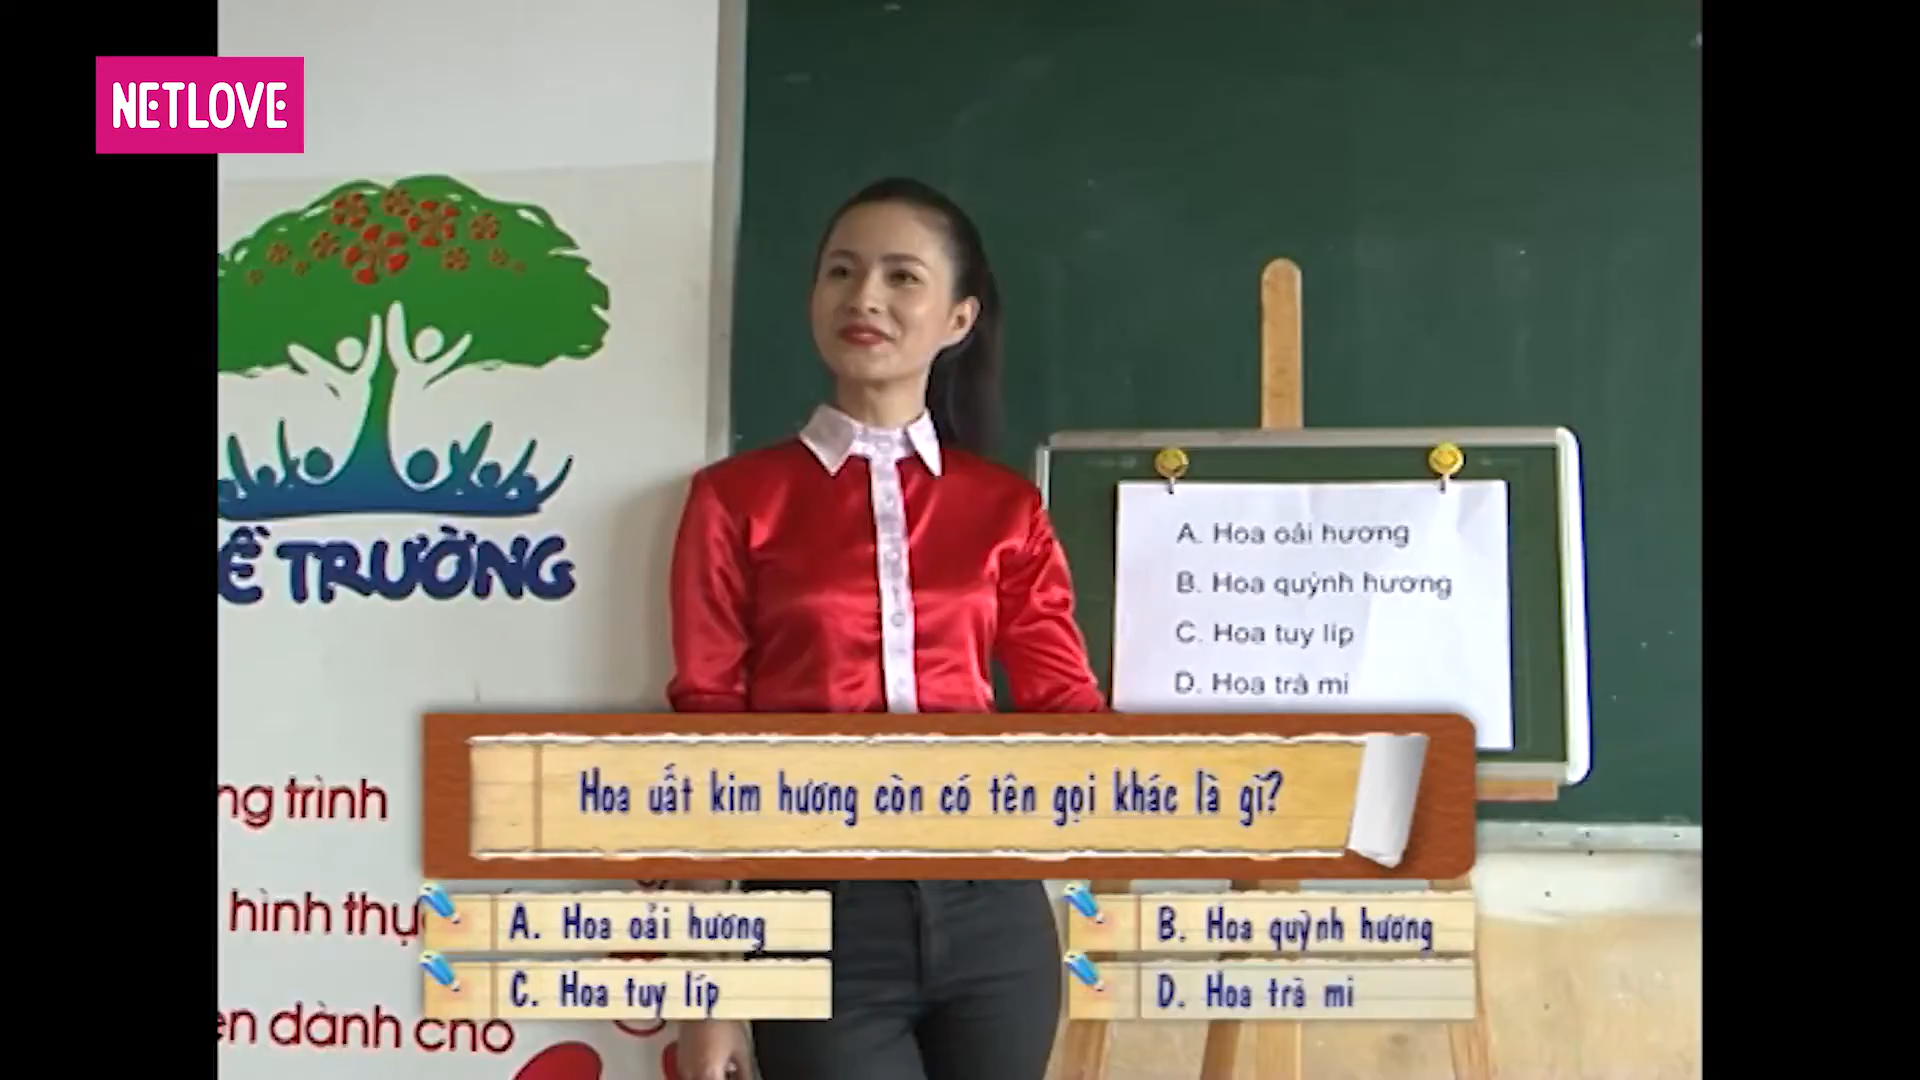 NETLOVE
Ề TRƯỜNG
A. Hoa oải hương
B. Hoa quỳnh hương
C. Hoa tuy líp
D. Hoa trà mi
ng trình
hình thự
ến dành cho
Hoa uất kim hương còn có tên gọi khác là gì?
A. Hoa oải hương
B. Hoa quỳnh hương
C. Hoa tuy líp
D. Hoa trà mi